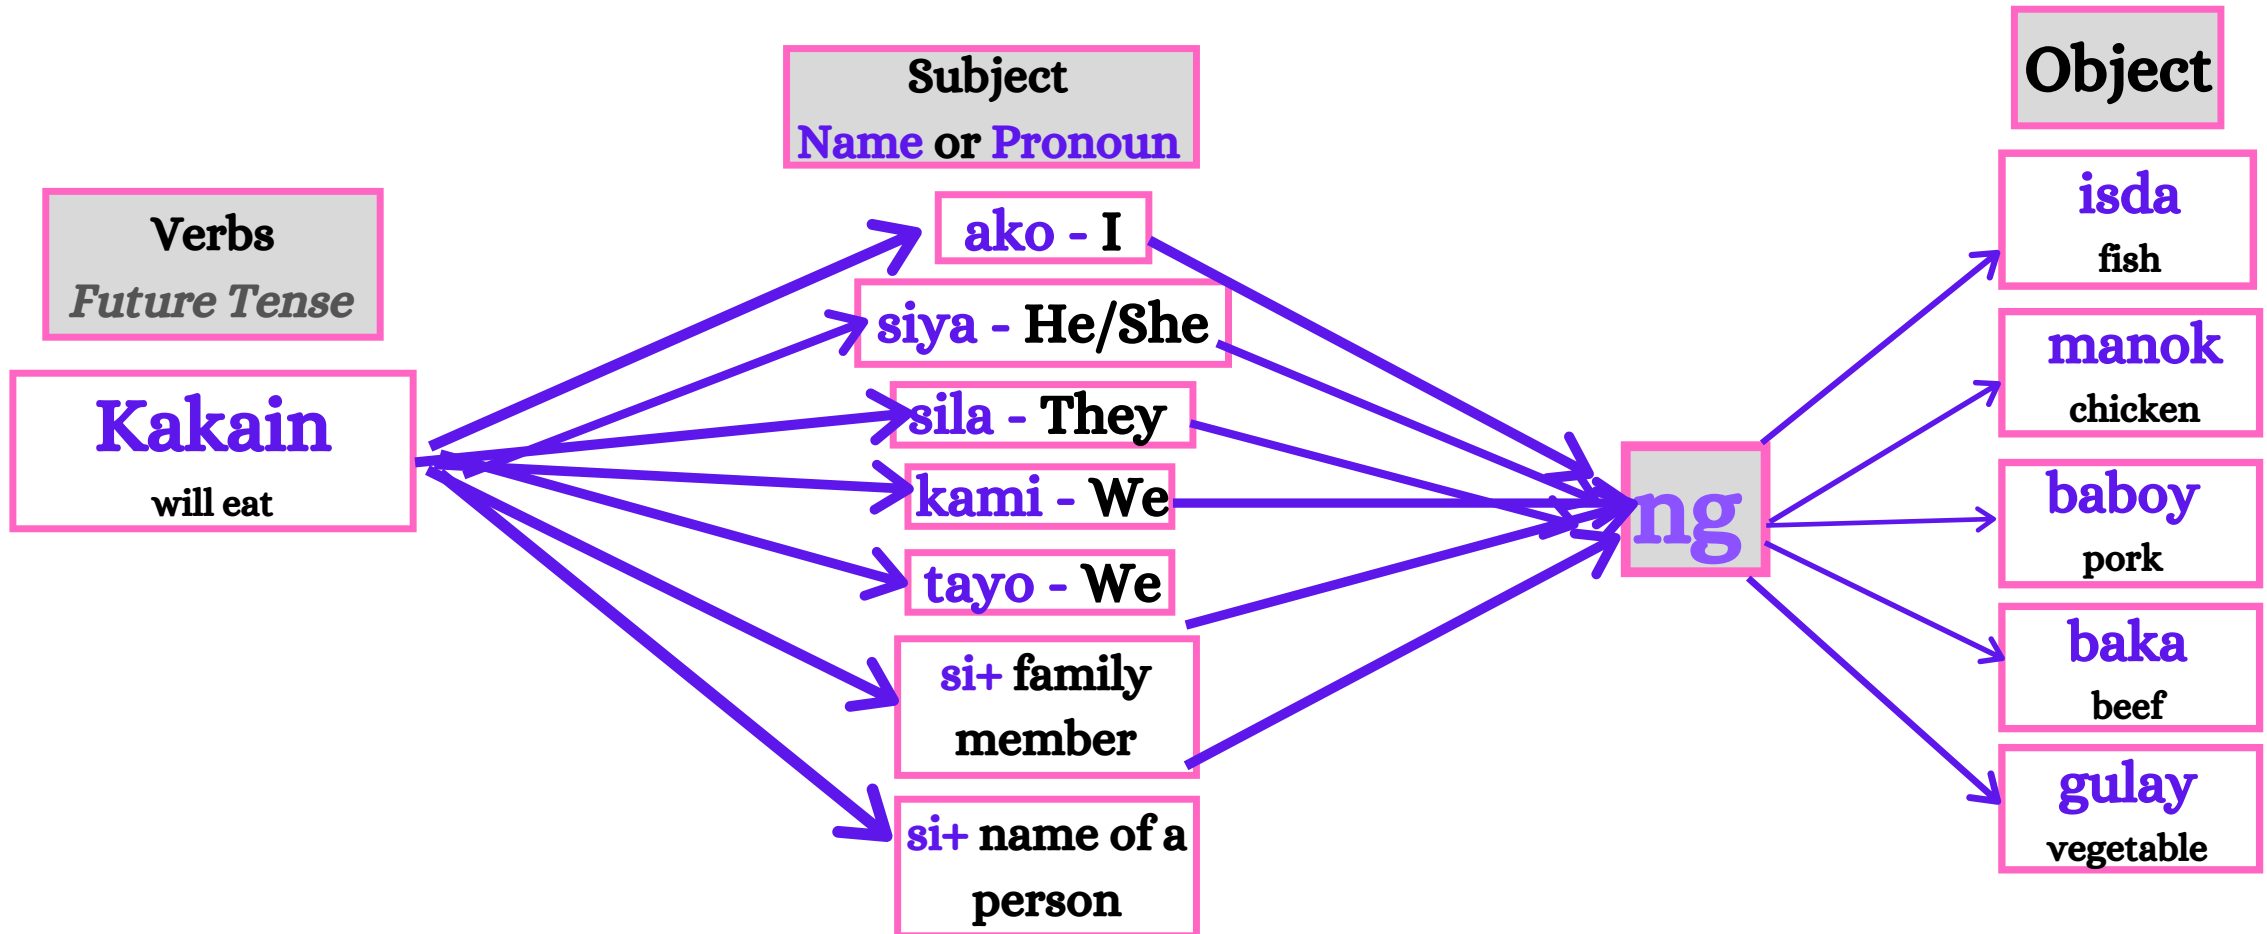 Verbs
Future Tense
Kakain
will eat
Subject
Name or Pronoun
ako - I
siya - He/She
sila - They
kami - We
tayo - We
si+ family
member
si+ name of a
person
ng
Object
isda
fish
manok
chicken
baboy
pork
baka
beef
gulay
vegetable